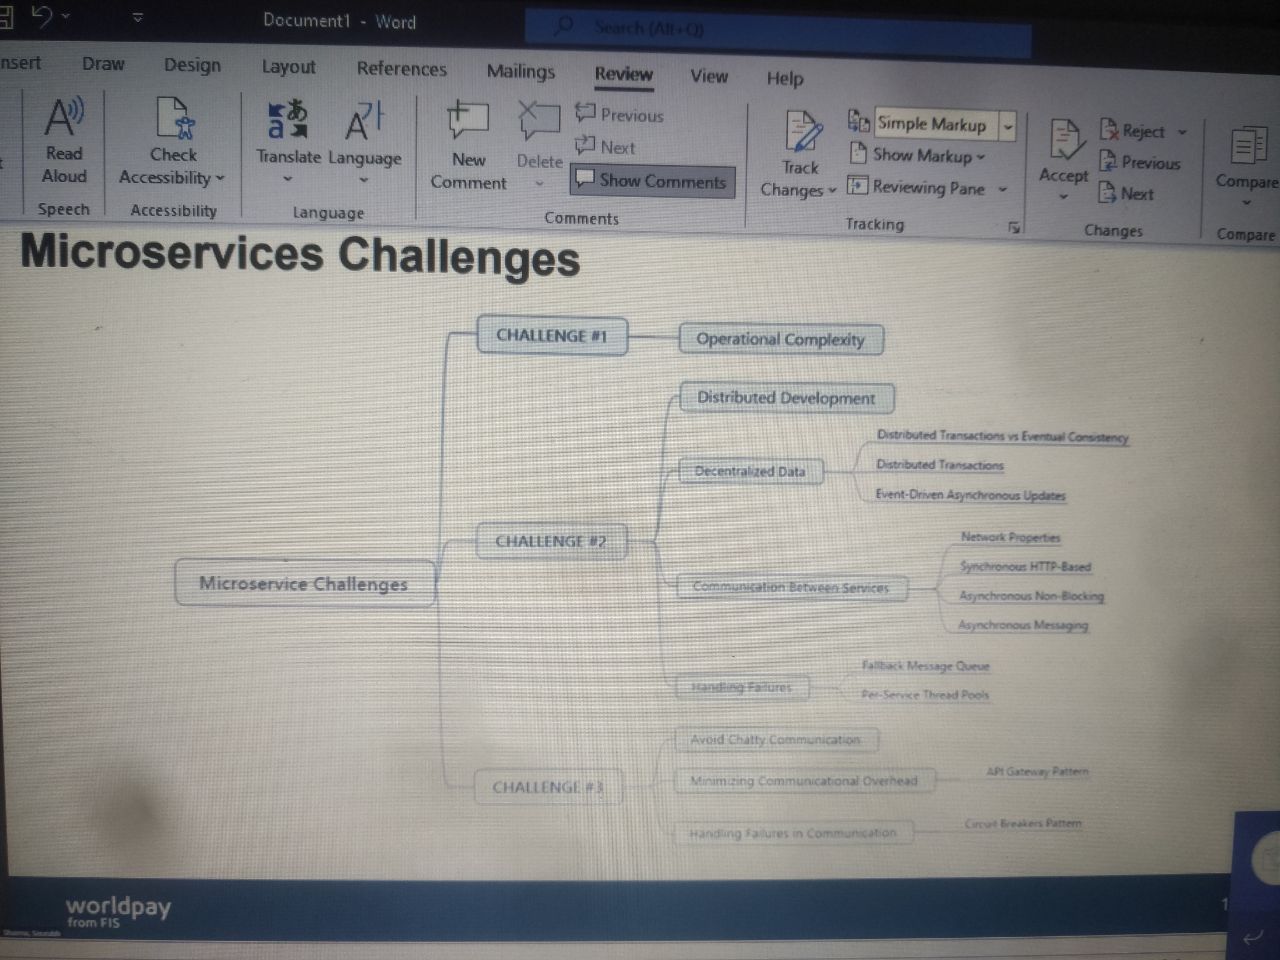 Document1 - Word
Search (Alt+Q)
nsert Draw Design Layout References Mailings Review View Help
Read Aloud
Speech
Check Accessibility
Accessibility
Translate Language
Language
New Comment
Delete
Previous
Next
Show Comments
Comments
Track Changes
Simple Markup
Show Markup
Reviewing Pane
Tracking
Accept
Reject
Previous
Next
Changes
Compare
Compare
Microservices Challenges
Microservice Challenges
CHALLENGE #1
Operational Complexity
CHALLENGE #2
Distributed Development
Decentralized Data
Distributed Transactions vs Eventual Consistency
Distributed Transactions
Event-Driven Asynchronous Updates
Communication Between Services
Network Properties
Synchronous HTTP-Based
Asynchronous Non-Blocking
Asynchronous Messaging
Handling Failures
Fallback Message Queue
Per-Service Thread Pools
CHALLENGE #3
Avoid Chatty Communication
Minimizing Communicational Overhead
API Gateway Pattern
Handling Failures in Communication
Circuit Breakers Pattern
worldpay
from FIS
Sharma, Sourabh
1